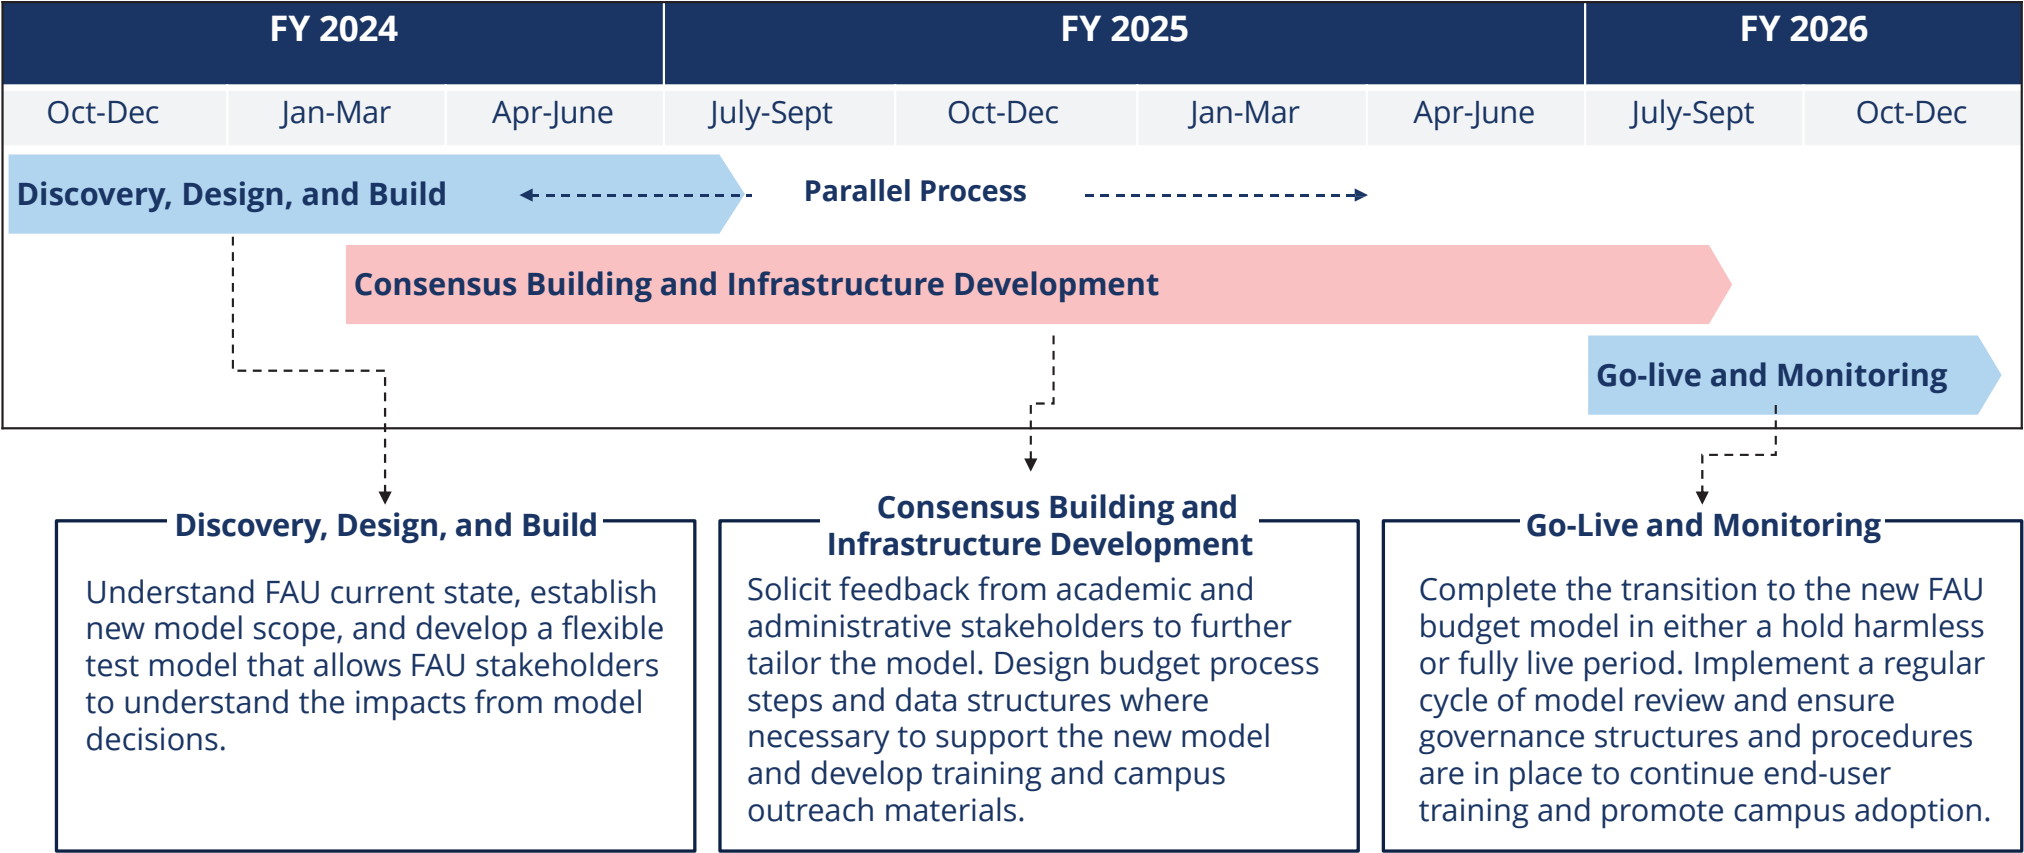 FY 2024 FY 2025 FY 2026
Oct-Dec Jan-Mar Apr-June July-Sept Oct-Dec Jan-Mar Apr-June July-Sept Oct-Dec
Discovery, Design, and Build Parallel Process
Consensus Building and Infrastructure Development
Go-live and Monitoring
Discovery, Design, and Build
Understand FAU current state, establish
new model scope, and develop a flexible
test model that allows FAU stakeholders
to understand the impacts from model
decisions.
Consensus Building and
Infrastructure Development
Solicit feedback from academic and
administrative stakeholders to further
tailor the model. Design budget process
steps and data structures where
necessary to support the new model
and develop training and campus
outreach materials.
Go-Live and Monitoring
Complete the transition to the new FAU
budget model in either a hold harmless
or fully live period. Implement a regular
cycle of model review and ensure
governance structures and procedures
are in place to continue end-user
training and promote campus adoption.